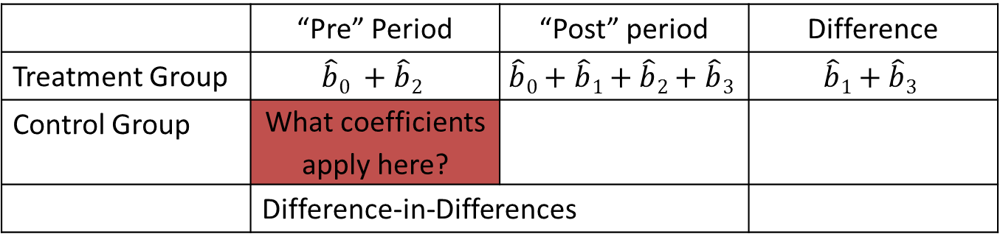 “Pre” Period “Post” period Difference
Treatment Group b̂₀ + b̂₂ b̂₀ + b̂₁ + b̂₂ + b̂₃ b̂₁ + b̂₃
Control Group What coefficients
apply here?
Difference-in-Differences